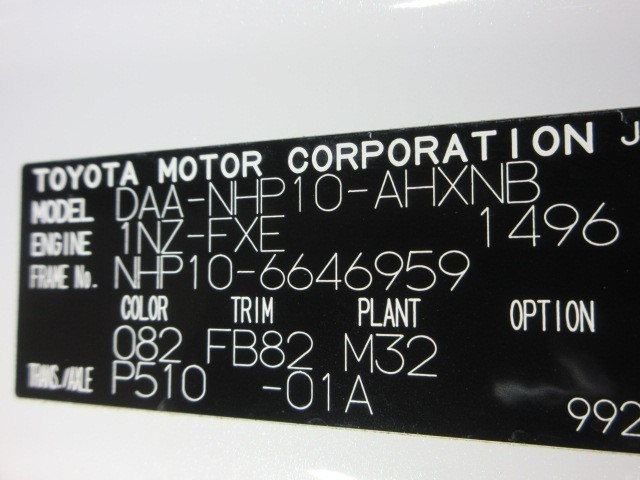 TOYOTA MOTOR CORPORATION J
MODEL DAA-NHP10-AHXNB
ENGINE 1NZ-FXE 1496
FRAME No. NHP10-6646959
COLOR TRIM PLANT OPTION
082 FB82 M32
TRANS./AXLE P510 -01A
992